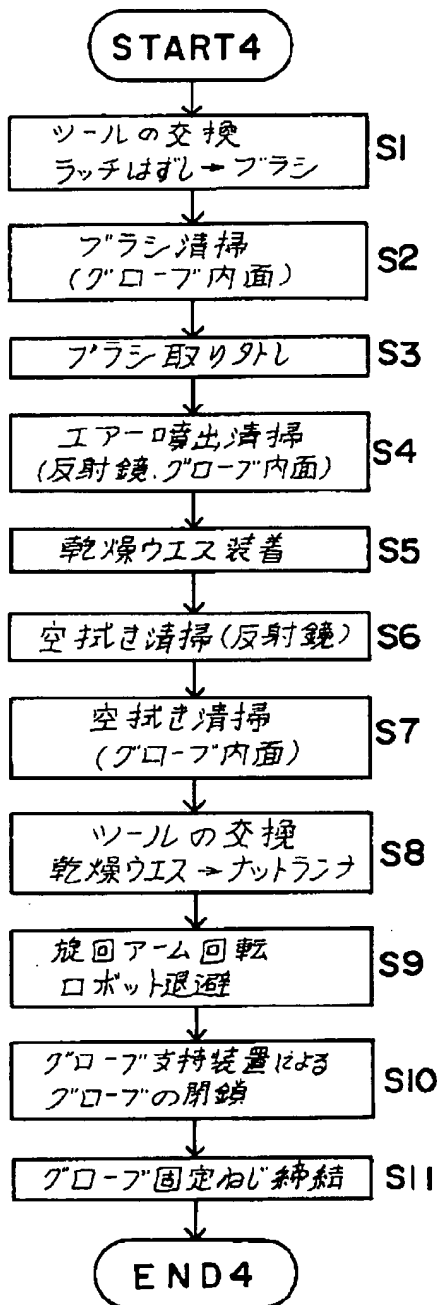 START4
ツールの交換
ラッチはずし→ブラシ
S1
ブラシ清掃
(グローブ内面)
S2
ブラシ取り外し
S3
エアー噴出清掃
(反射鏡、グローブ内面)
S4
乾燥ウエス装着
S5
空拭き清掃(反射鏡)
S6
空拭き清掃
(グローブ内面)
S7
ツールの交換
乾燥ウエス→ナットランナ
S8
旋回アーム回転
ロボット退避
S9
グローブ支持装置による
グローブの閉鎖
S10
グローブ固定ねじ締結
S11
END4